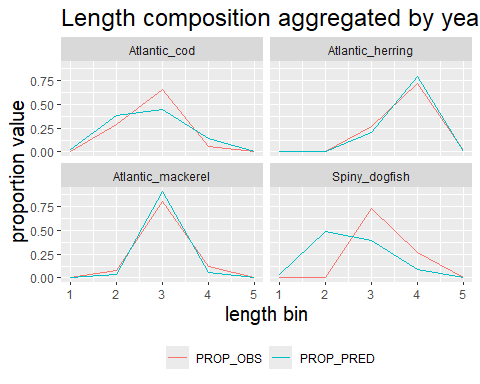 Length composition aggregated by yea
Atlantic_cod
Atlantic_herring
0.75
0.50
0.25
0.00
proportion value
Atlantic_mackerel
Spiny_dogfish
0.75
0.50
0.25
0.00
1 2 3 4 5 1 2 3 4 5
length bin
PROP_OBS PROP_PRED